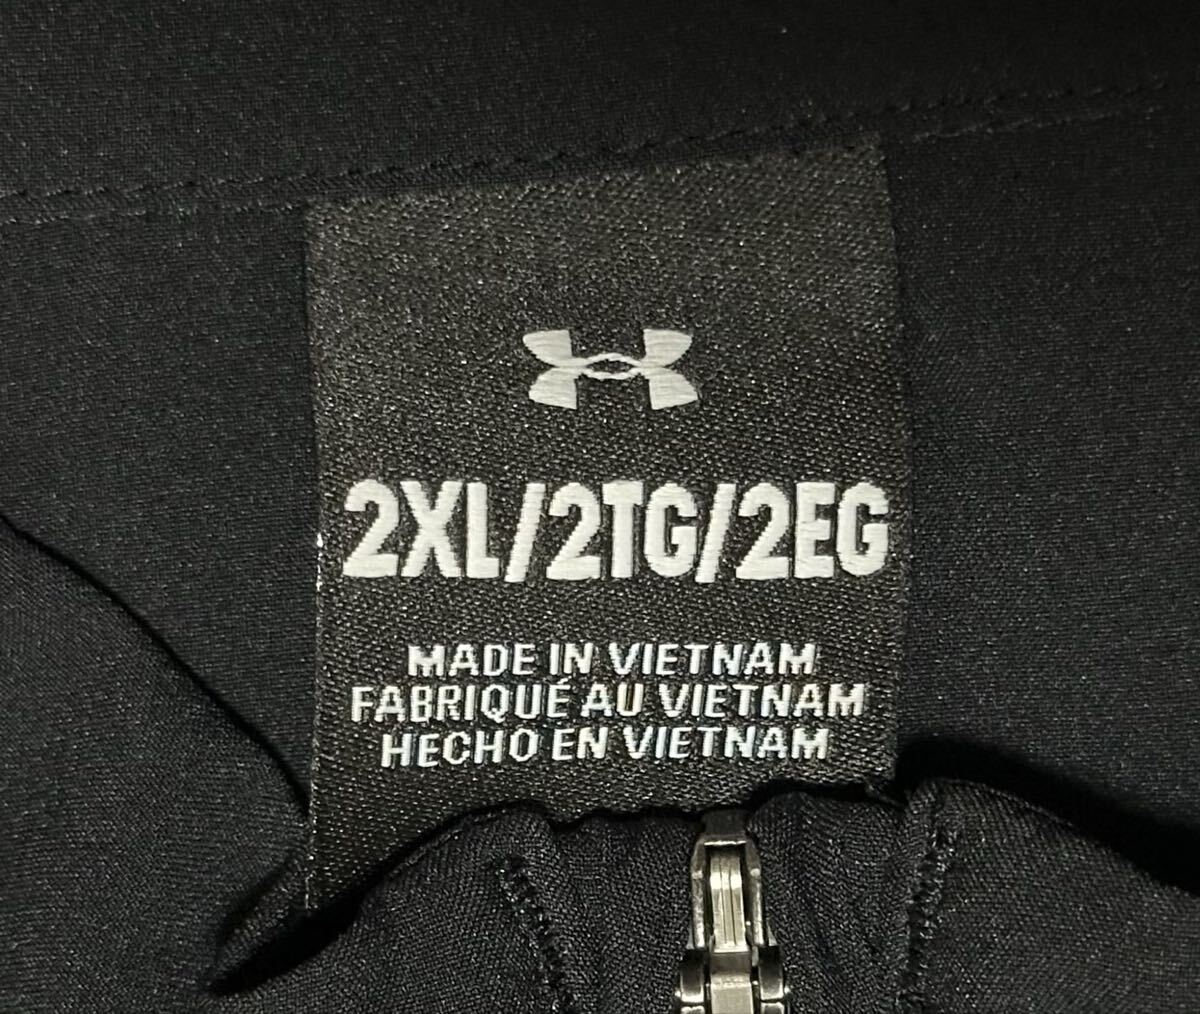 2XL/2TG/2EG
MADE IN VIETNAM
FABRIQUÉ AU VIETNAM
HECHO EN VIETNAM